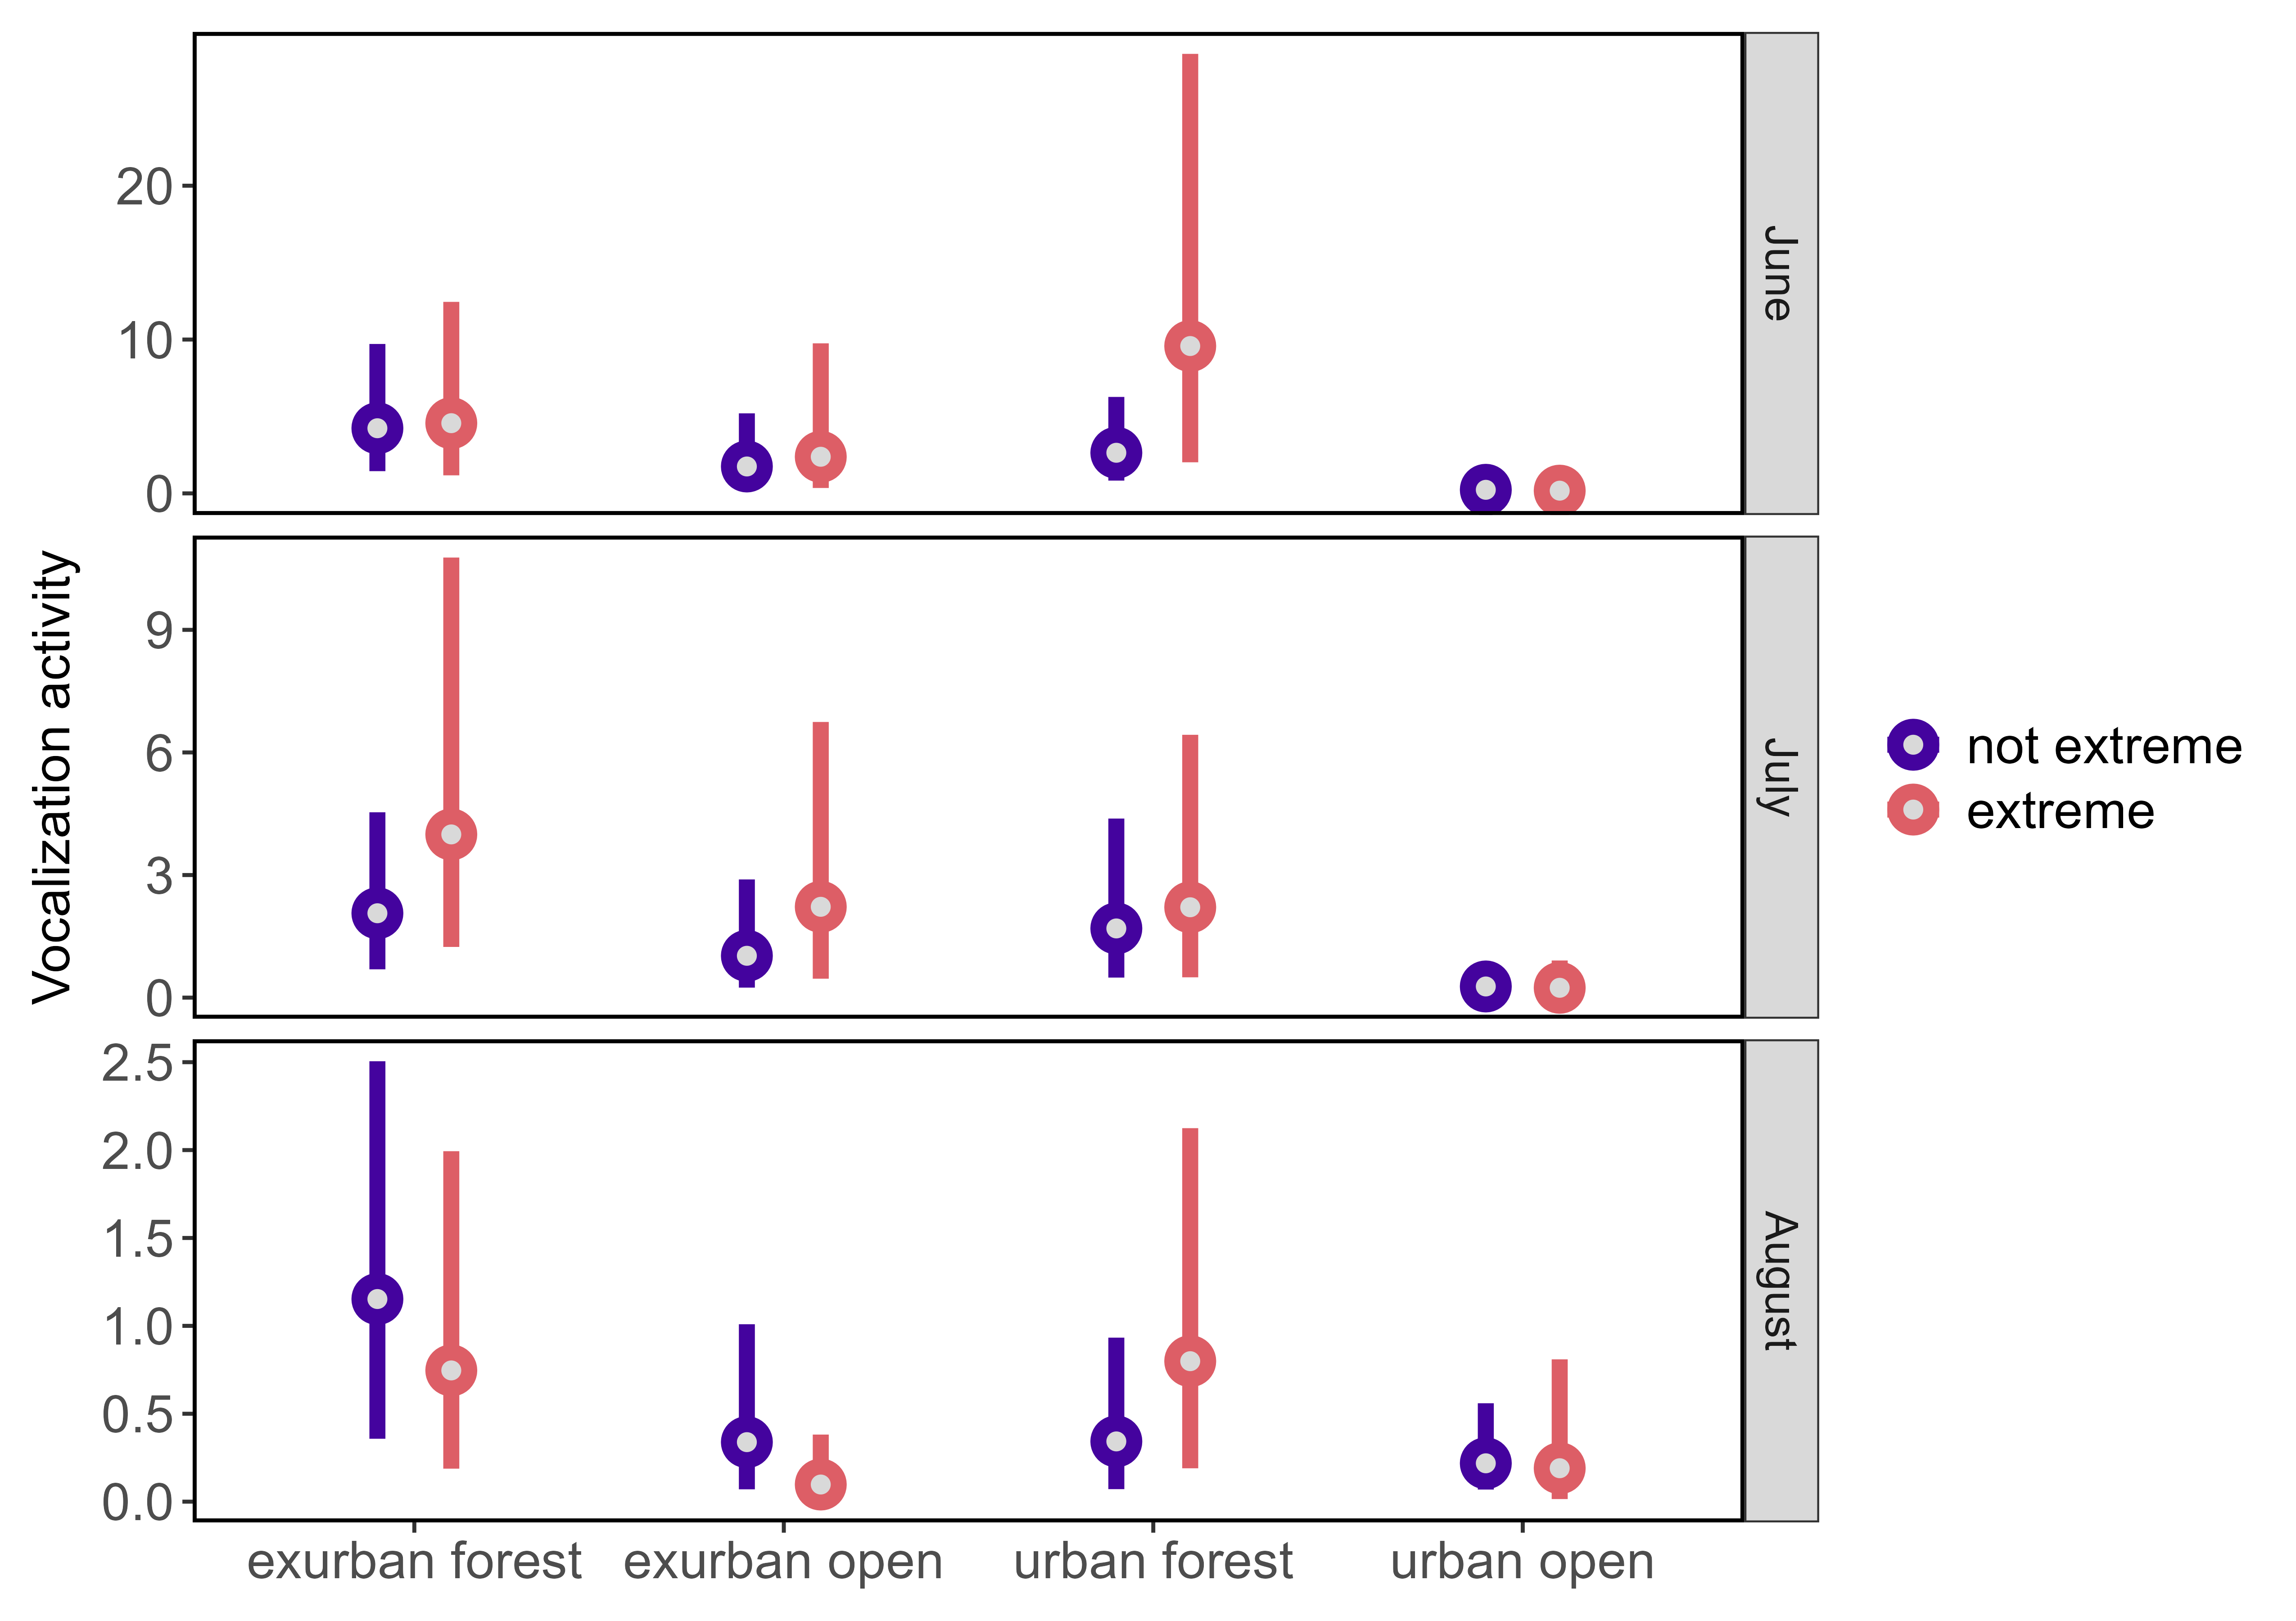 Vocalization activity
20
10
0
June
9
6
3
0
July
2.5
2.0
1.5
1.0
0.5
0.0
August
exurban forest exurban open urban forest urban open
not extreme
extreme